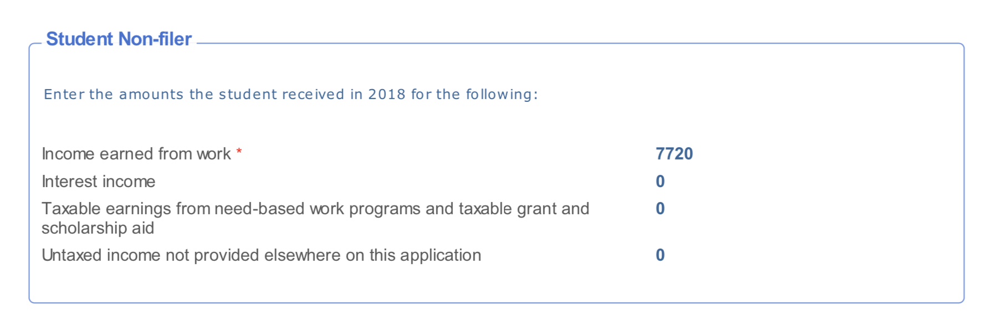 Student Non-filer
Enter the amounts the student received in 2018 for the following:
Income earned from work * 7720
Interest income 0
Taxable earnings from need-based work programs and taxable grant and 0
scholarship aid
Untaxed income not provided elsewhere on this application 0